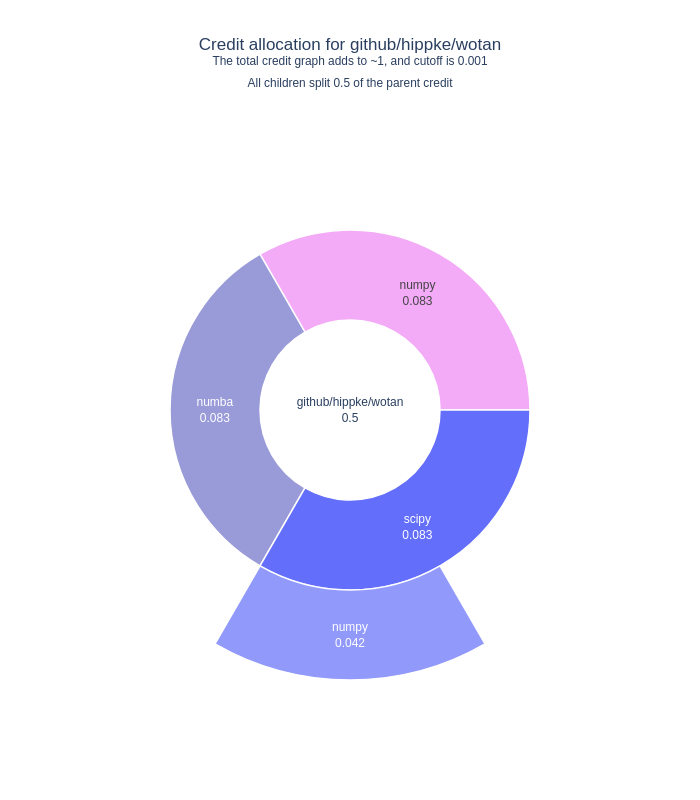 Credit allocation for github/hippke/wotan
The total credit graph adds to ~1, and cutoff is 0.001
All children split 0.5 of the parent credit
numpy
0.083
numba
0.083
github/hippke/wotan
0.5
scipy
0.083
numpy
0.042